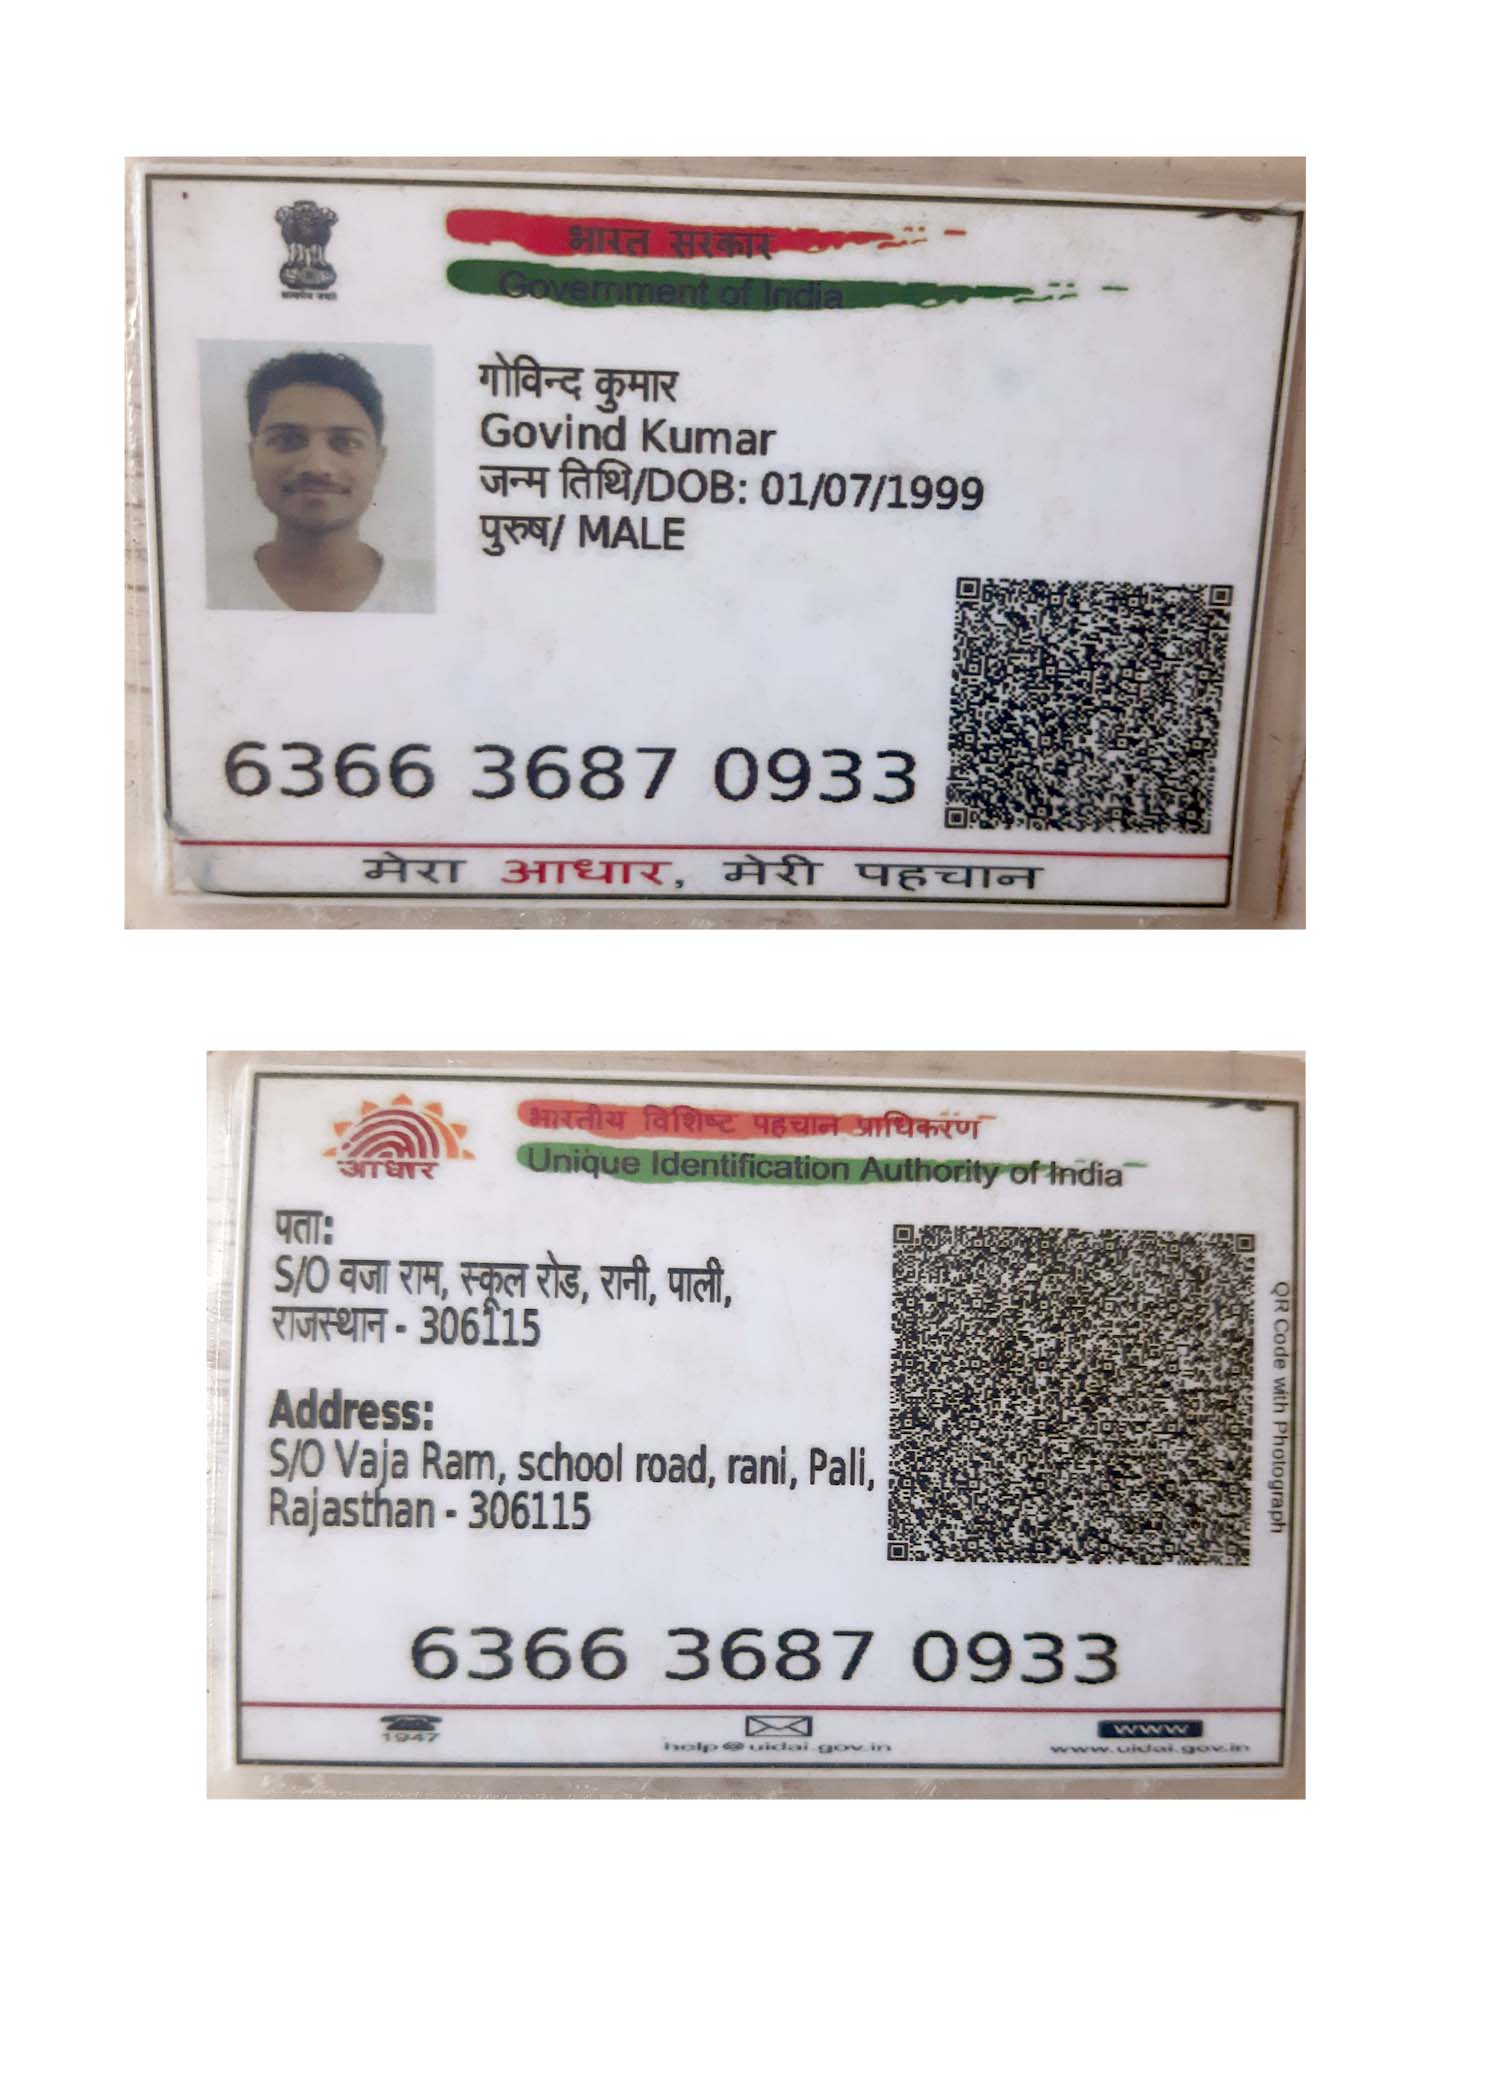 भारत सरकार
Government of India
गोविन्द कुमार
Govind Kumar
जन्म तिथि/DOB: 01/07/1999
पुरुष/ MALE
6366 3687 0933
मेरा आधार, मेरी पहचान
आधार
भारतीय विशिष्ट पहचान प्राधिकरण
Unique Identification Authority of India
पता:
S/O वजा राम, स्कूल रोड, रानी, पाली,
राजस्थान - 306115
Address:
S/O Vaja Ram, school road, rani, Pali,
Rajasthan - 306115
QR Code with Photograph
6366 3687 0933
1947
help@uidai.gov.in
www
www.uidai.gov.in